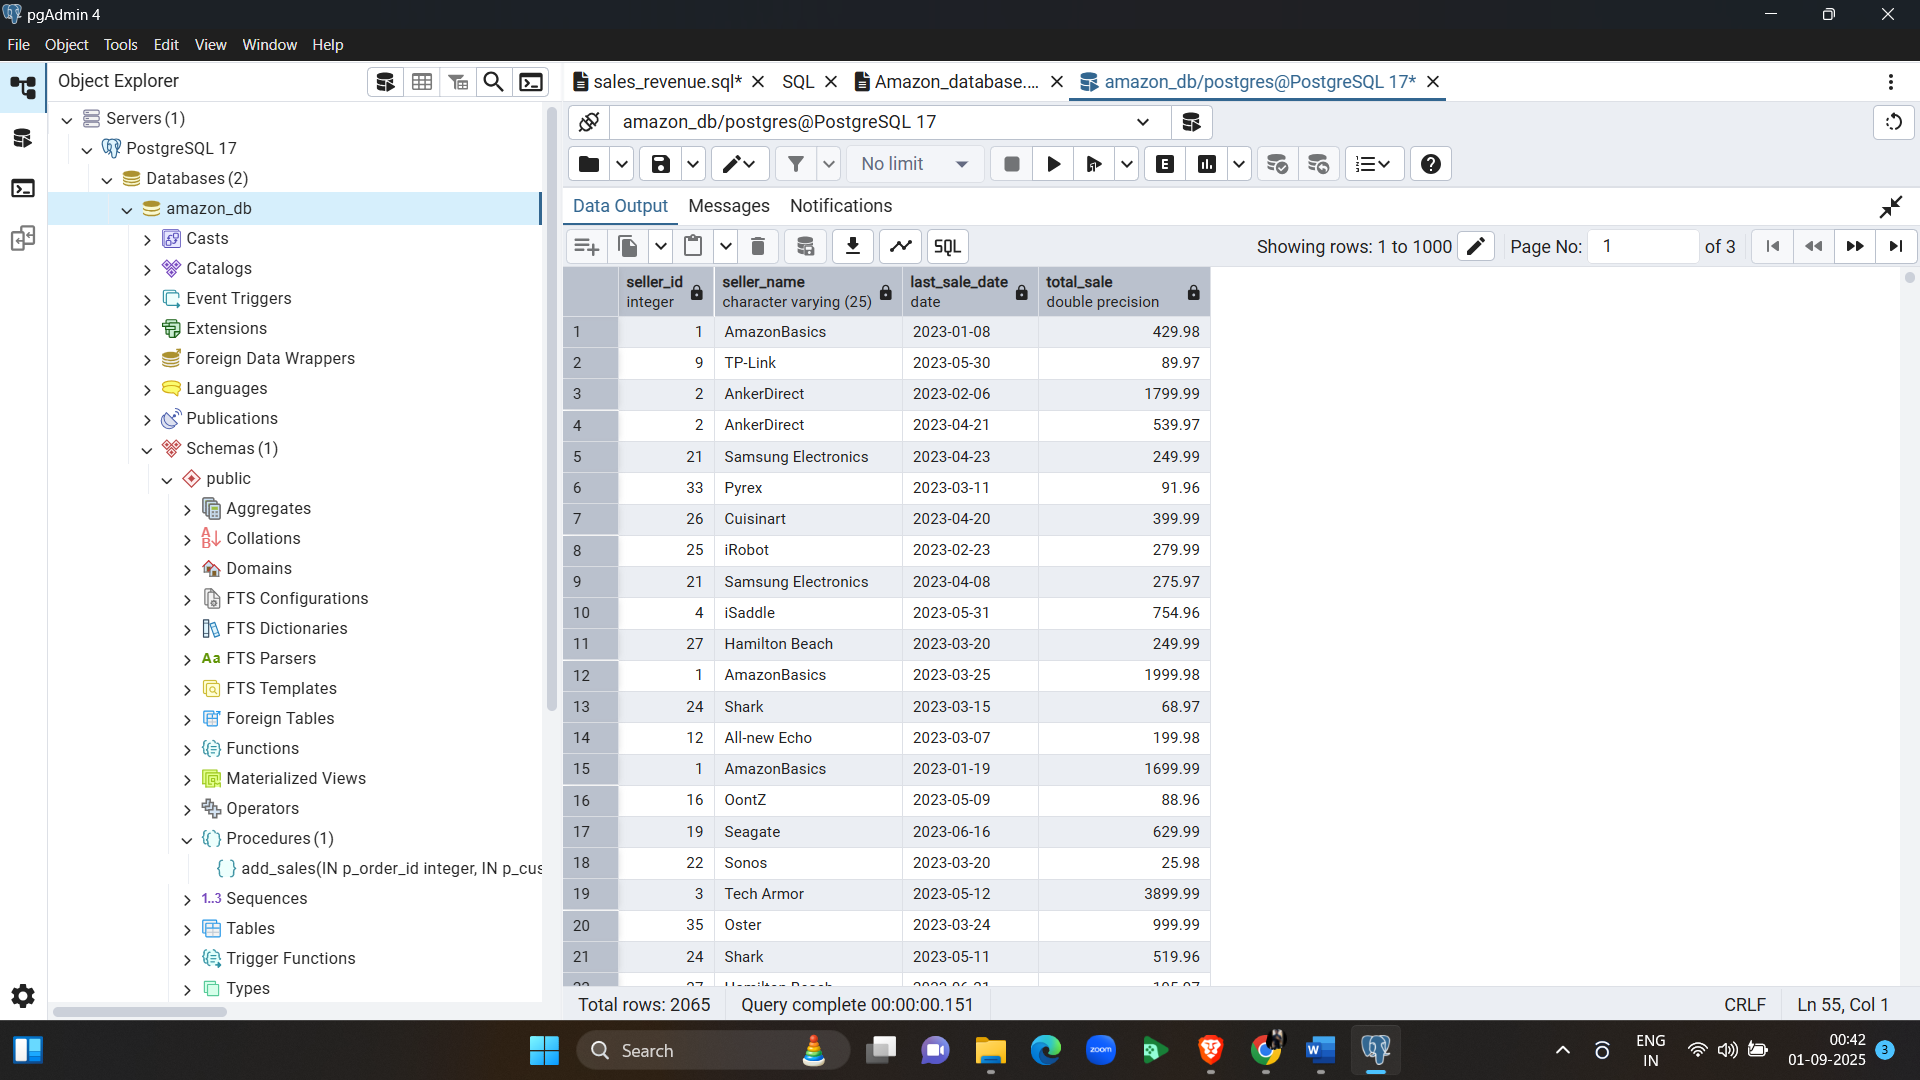 pgAdmin 4
File Object Tools Edit View Window Help
Object Explorer
sales_revenue.sql* SQL Amazon_database.... amazon_db/postgres@PostgreSQL 17*
Servers (1)
PostgreSQL 17
Databases (2)
amazon_db
Casts
Catalogs
Event Triggers
Extensions
Foreign Data Wrappers
Languages
Publications
Schemas (1)
public
Aggregates
Collations
Domains
FTS Configurations
FTS Dictionaries
Aa FTS Parsers
FTS Templates
Foreign Tables
Functions
Materialized Views
Operators
Procedures (1)
add_sales(IN p_order_id integer, IN p_cus
1..3 Sequences
Tables
Trigger Functions
Types
amazon_db/postgres@PostgreSQL 17
No limit
E
Data Output Messages Notifications
SQL Showing rows: 1 to 1000 Page No: 1 of 3
seller_id seller_name last_sale_date total_sale
integer character varying (25) date double precision
1 1 AmazonBasics 2023-01-08 429.98
2 9 TP-Link 2023-05-30 89.97
3 2 AnkerDirect 2023-02-06 1799.99
4 2 AnkerDirect 2023-04-21 539.97
5 21 Samsung Electronics 2023-04-23 249.99
6 33 Pyrex 2023-03-11 91.96
7 26 Cuisinart 2023-04-20 399.99
8 25 iRobot 2023-02-23 279.99
9 21 Samsung Electronics 2023-04-08 275.97
10 4 iSaddle 2023-05-31 754.96
11 27 Hamilton Beach 2023-03-20 249.99
12 1 AmazonBasics 2023-03-25 1999.98
13 24 Shark 2023-03-15 68.97
14 12 All-new Echo 2023-03-07 199.98
15 1 AmazonBasics 2023-01-19 1699.99
16 16 OontZ 2023-05-09 88.96
17 19 Seagate 2023-06-16 629.99
18 22 Sonos 2023-03-20 25.98
19 3 Tech Armor 2023-05-12 3899.99
20 35 Oster 2023-03-24 999.99
21 24 Shark 2023-05-11 519.96
Total rows: 2065 Query complete 00:00:00.151 CRLF Ln 55, Col 1
Search
zoom
W
ENG
IN
00:42
01-09-2025
3